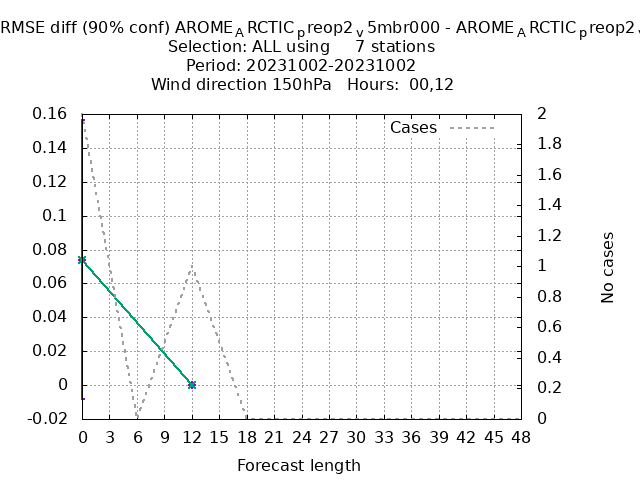 RMSE diff (90% conf) AROME_ARCTIC_preop2_v5mbr000 - AROME_ARCTIC_preop2
Selection: ALL using 7 stations
Period: 20231002-20231002
Wind direction 150hPa Hours: 00,12
Cases
0.16
0.14
0.12
0.1
0.08
0.06
0.04
0.02
0
-0.02
2
1.8
1.6
1.4
1.2
1
0.8
0.6
0.4
0.2
0
No cases
0 3 6 9 12 15 18 21 24 27 30 33 36 39 42 45 48
Forecast length